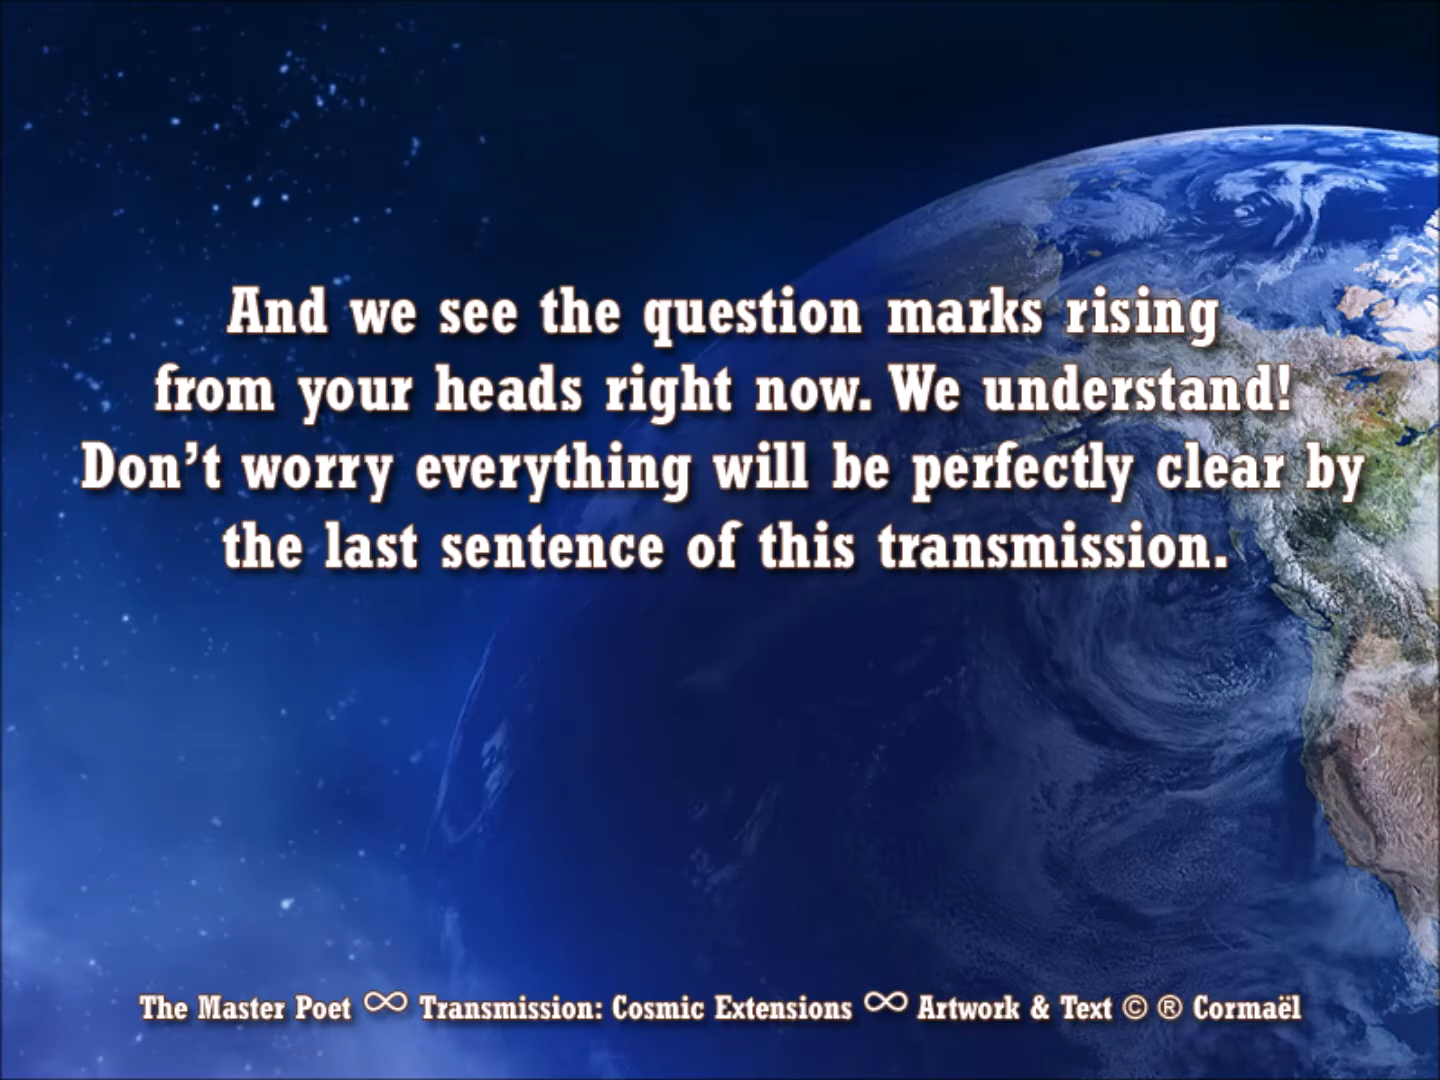 And we see the question marks rising
from your heads right now. We understand!
Don’t worry everything will be perfectly clear by
the last sentence of this transmission.
The Master Poet ∞ Transmission: Cosmic Extensions ∞ Artwork & Text © ® Cormaël